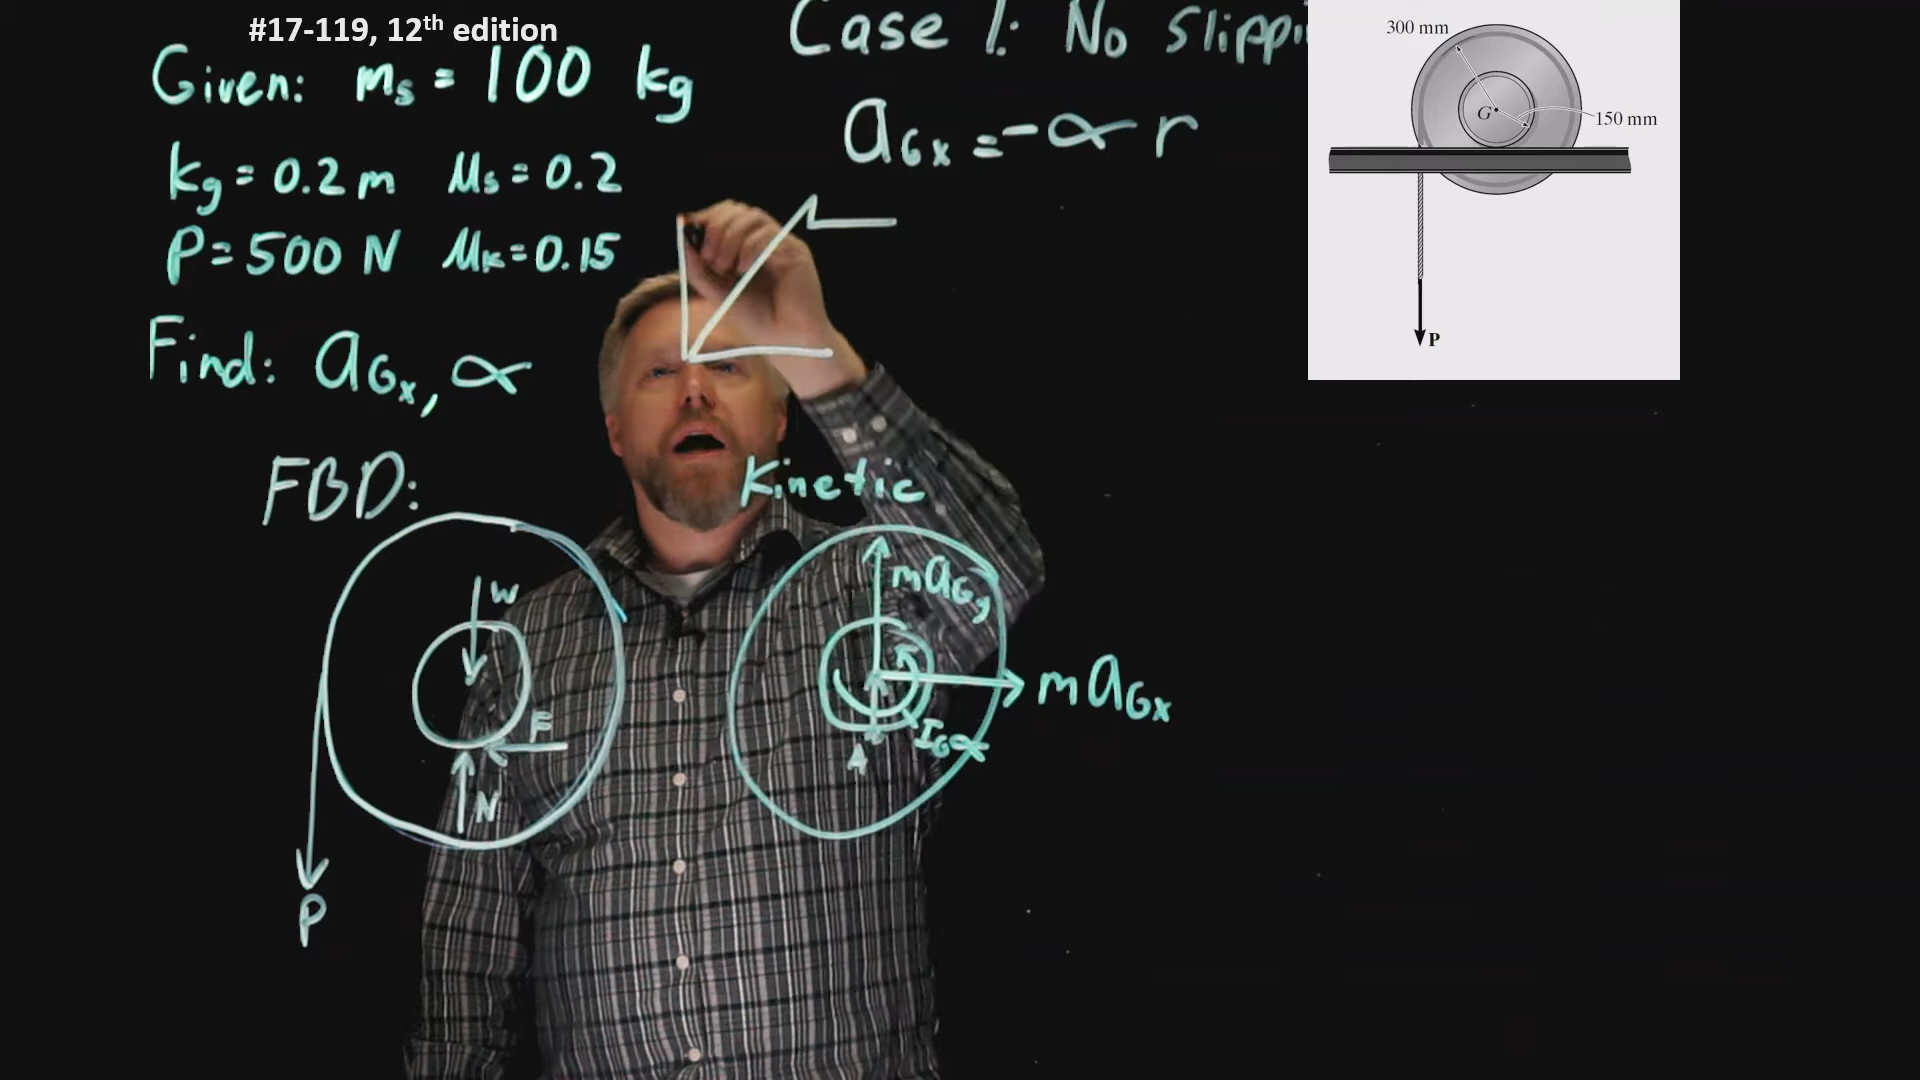 #17-119, 12th edition
Given: ms = 100 kg
kg = 0.2 m μs = 0.2
P = 500 N μk = 0.15
Find: aGx, α
FBD:
W
F
N
P
Case 1: No slippi
aGx = -αr
Kinetic
maGy
maGx
IGα
A
300 mm
G
150 mm
P